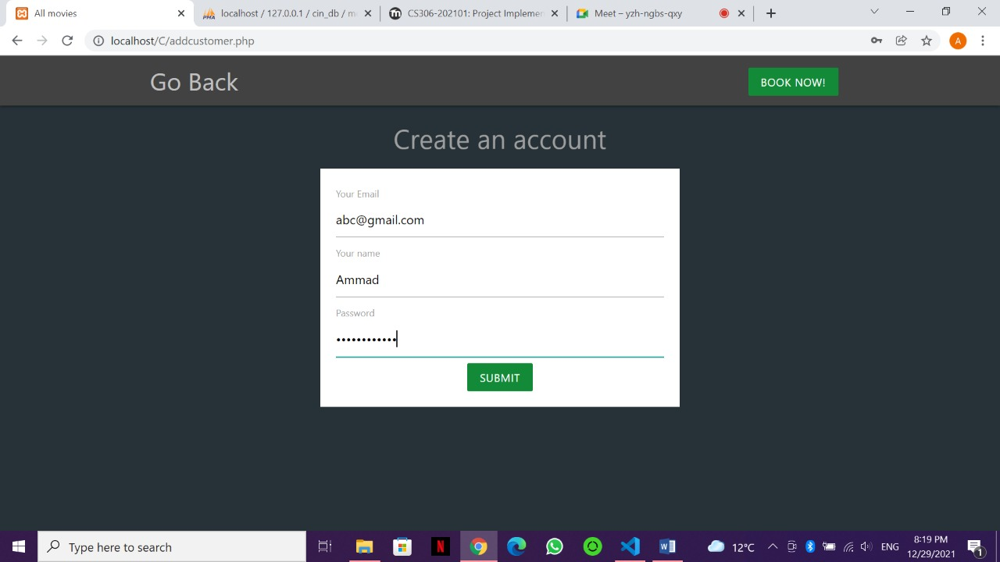 All movies
localhost / 127.0.0.1 / cin_db / m
CS306-202101: Project Implemen
Meet – yzh-ngbs-qxy
localhost/C/addcustomer.php
A
Go Back
BOOK NOW!
Create an account
Your Email
abc@gmail.com
Your name
Ammad
Password
••••••••••••
SUBMIT
Type here to search
12°C
ENG
8:19 PM
12/29/2021
1